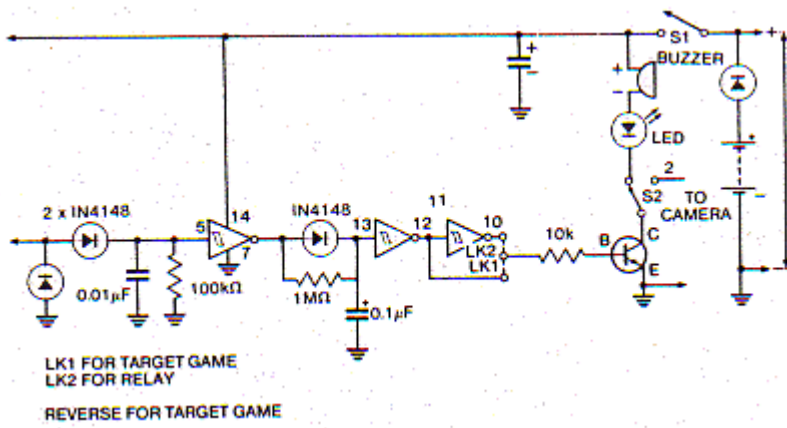 +
S1
+
BUZZER
+
-
+
-
LED
2
S2
TO
CAMERA
+
-
-
2 x IN4148
5
14
7
IN4148
13
12
11
10
LK2
LK1
10k
B
C
E
0.01µF
100kΩ
1MΩ
+
0.1µF
LK1 FOR TARGET GAME
LK2 FOR RELAY
REVERSE FOR TARGET GAME